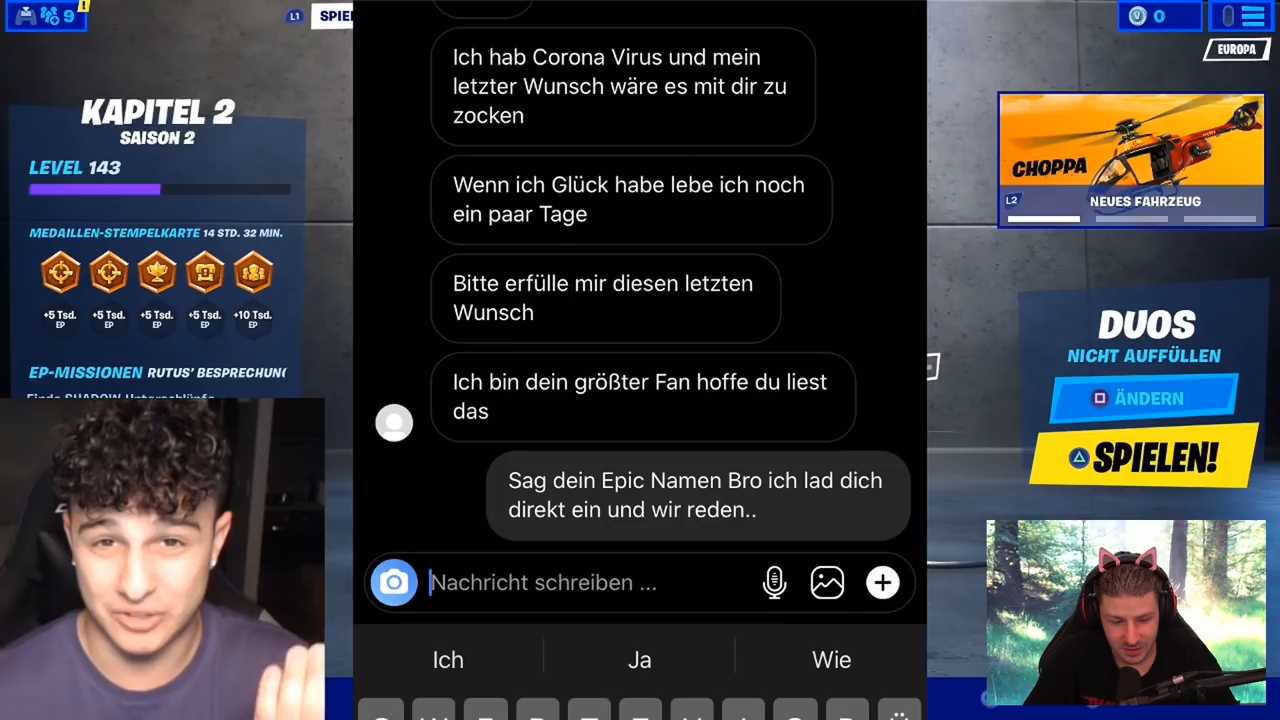 9
!
L1
SPIE
0
EUROPA
KAPITEL 2
SAISON 2
LEVEL 143
MEDAILLEN-STEMPELKARTE 14 STD. 32 MIN.
+5 Tsd. +5 Tsd. +5 Tsd. +5 Tsd. +10 Tsd.
EP EP EP EP EP
EP-MISSIONEN RUTUS' BESPRECHUN
Finde SHADOW-Unterschlüpfe
Ich hab Corona Virus und mein
letzter Wunsch wäre es mit dir zu
zocken
Wenn ich Glück habe lebe ich noch
ein paar Tage
Bitte erfülle mir diesen letzten
Wunsch
Ich bin dein größter Fan hoffe du liest
das
Sag dein Epic Namen Bro ich lad dich
direkt ein und wir reden..
Nachricht schreiben ...
Ich Ja Wie
CHOPPA
L2
NEUES FAHRZEUG
DUOS
NICHT AUFFÜLLEN
ÄNDERN
SPIELEN!